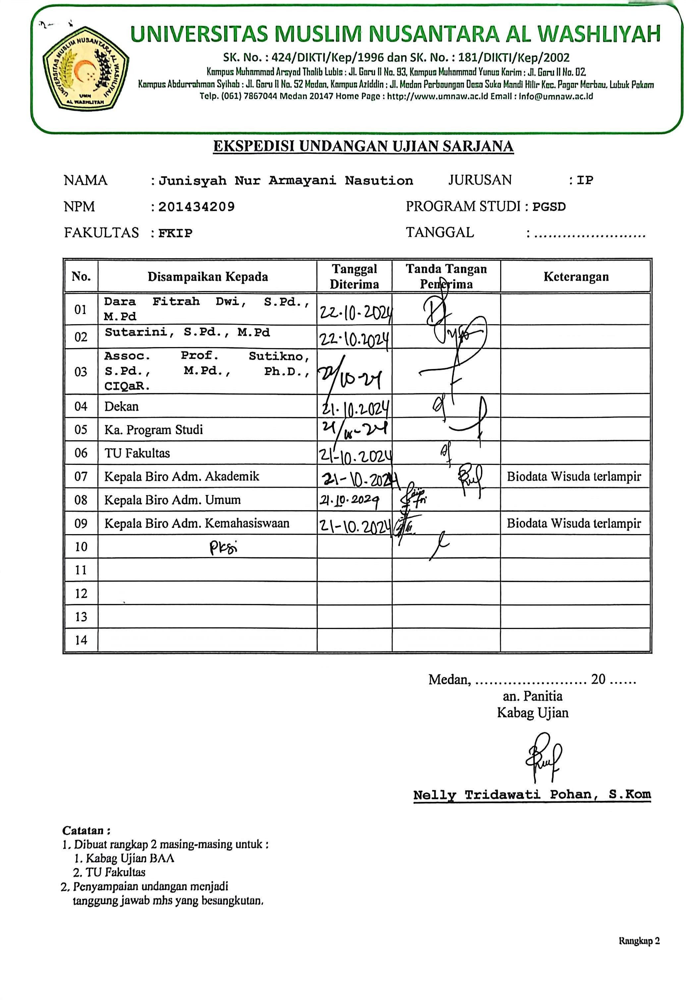 UNIVERSITAS MUSLIM NUSANTARA AL WASHLIYAH
SK. No. : 424/DIKTI/Kep/1996 dan SK. No. : 181/DIKTI/Kep/2002
Kampus Muhammad Arsyad Thalib Lubis : Jl. Garu II No. 93, Kampus Muhammad Yunus Karim : Jl. Garu II No. 02,
Kampus Abdurrahman Syihab : Jl. Garu II No. 52 Medan, Kampus Aziddin : Jl. Medan Perbaungan Desa Suka Mandi Hilir Kec. Pagar Merbau, Lubuk Pakam
Telp. (061) 7867044 Medan 20147 Home Page : http://www.umnaw.ac.id Email : info@umnaw.ac.id
UNIVERSITAS MUSLIM NUSANTARA AL WASHLIYAH
UMN
AL WASHLIYAH
EKSPEDISI UNDANGAN UJIAN SARJANA
NAMA : Junisyah Nur Armayani Nasution JURUSAN : IP
NPM : 201434209 PROGRAM STUDI : PGSD
FAKULTAS : FKIP TANGGAL : ........................
No. Disampaikan Kepada Tanggal Diterima Tanda Tangan Penerima Keterangan
01 Dara Fitrah Dwi, S.Pd., M.Pd 22-10-2024
02 Sutarini, S.Pd., M.Pd 22-10.2024
03 Assoc. Prof. Sutikno, S.Pd., M.Pd., Ph.D., CIQaR. 22/10-24
04 Dekan 21.10.2024
05 Ka. Program Studi 21/10-24
06 TU Fakultas 21-10.2024
07 Kepala Biro Adm. Akademik 21-10.2024 Biodata Wisuda terlampir
08 Kepala Biro Adm. Umum 21.10.2024
09 Kepala Biro Adm. Kemahasiswaan 21-10.2024 Biodata Wisuda terlampir
10 PKSI
11
12
13
14
Medan, ........................ 20 ......
an. Panitia
Kabag Ujian
Nelly Tridawati Pohan, S.Kom
Catatan :
1. Dibuat rangkap 2 masing-masing untuk :
1. Kabag Ujian BAA
2. TU Fakultas
2. Penyampaian undangan menjadi
tanggung jawab mhs yang besangkutan.
Rangkap 2